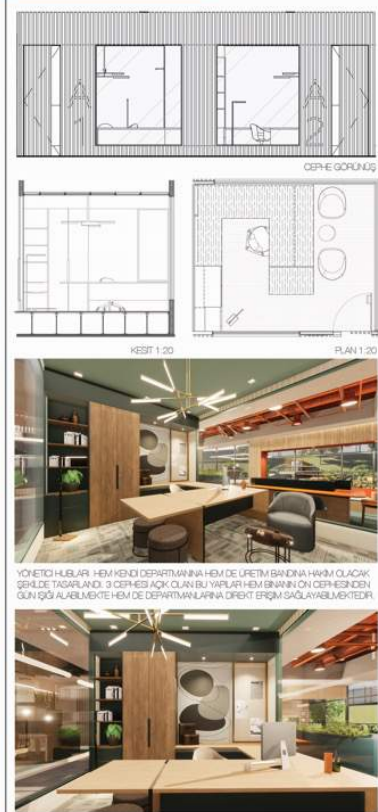 1
2
CEPHE GÖRÜNÜŞ
KESİT 1:20
PLAN 1:20
YÖNETİCİ HUBLARI HEM KENDİ DEPARTMANINA HEM DE ÜRETİM BANDINA HAKİM OLACAK
ŞEKİLDE TASARLANDI. 3 CEPHESİ AÇIK OLAN BU YAPILAR HEM BİNANIN ÖN CEPHESİNDEN
GÜN IŞIĞI ALABİLMEKTE HEM DE DEPARTMANLARINA DİREKT ERİŞİM SAĞLAYABİLMEKTEDİR.